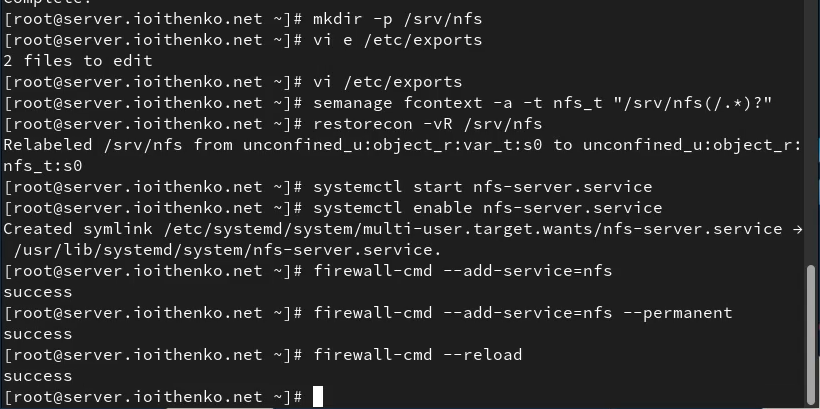 complete!
[root@server.ioithenko.net ~]# mkdir -p /srv/nfs
[root@server.ioithenko.net ~]# vi e /etc/exports
2 files to edit
[root@server.ioithenko.net ~]# vi /etc/exports
[root@server.ioithenko.net ~]# semanage fcontext -a -t nfs_t "/srv/nfs(/.*)?"
[root@server.ioithenko.net ~]# restorecon -vR /srv/nfs
Relabeled /srv/nfs from unconfined_u:object_r:var_t:s0 to unconfined_u:object_r:
nfs_t:s0
[root@server.ioithenko.net ~]# systemctl start nfs-server.service
[root@server.ioithenko.net ~]# systemctl enable nfs-server.service
Created symlink /etc/systemd/system/multi-user.target.wants/nfs-server.service →
 /usr/lib/systemd/system/nfs-server.service.
[root@server.ioithenko.net ~]# firewall-cmd --add-service=nfs
success
[root@server.ioithenko.net ~]# firewall-cmd --add-service=nfs --permanent
success
[root@server.ioithenko.net ~]# firewall-cmd --reload
success
[root@server.ioithenko.net ~]#